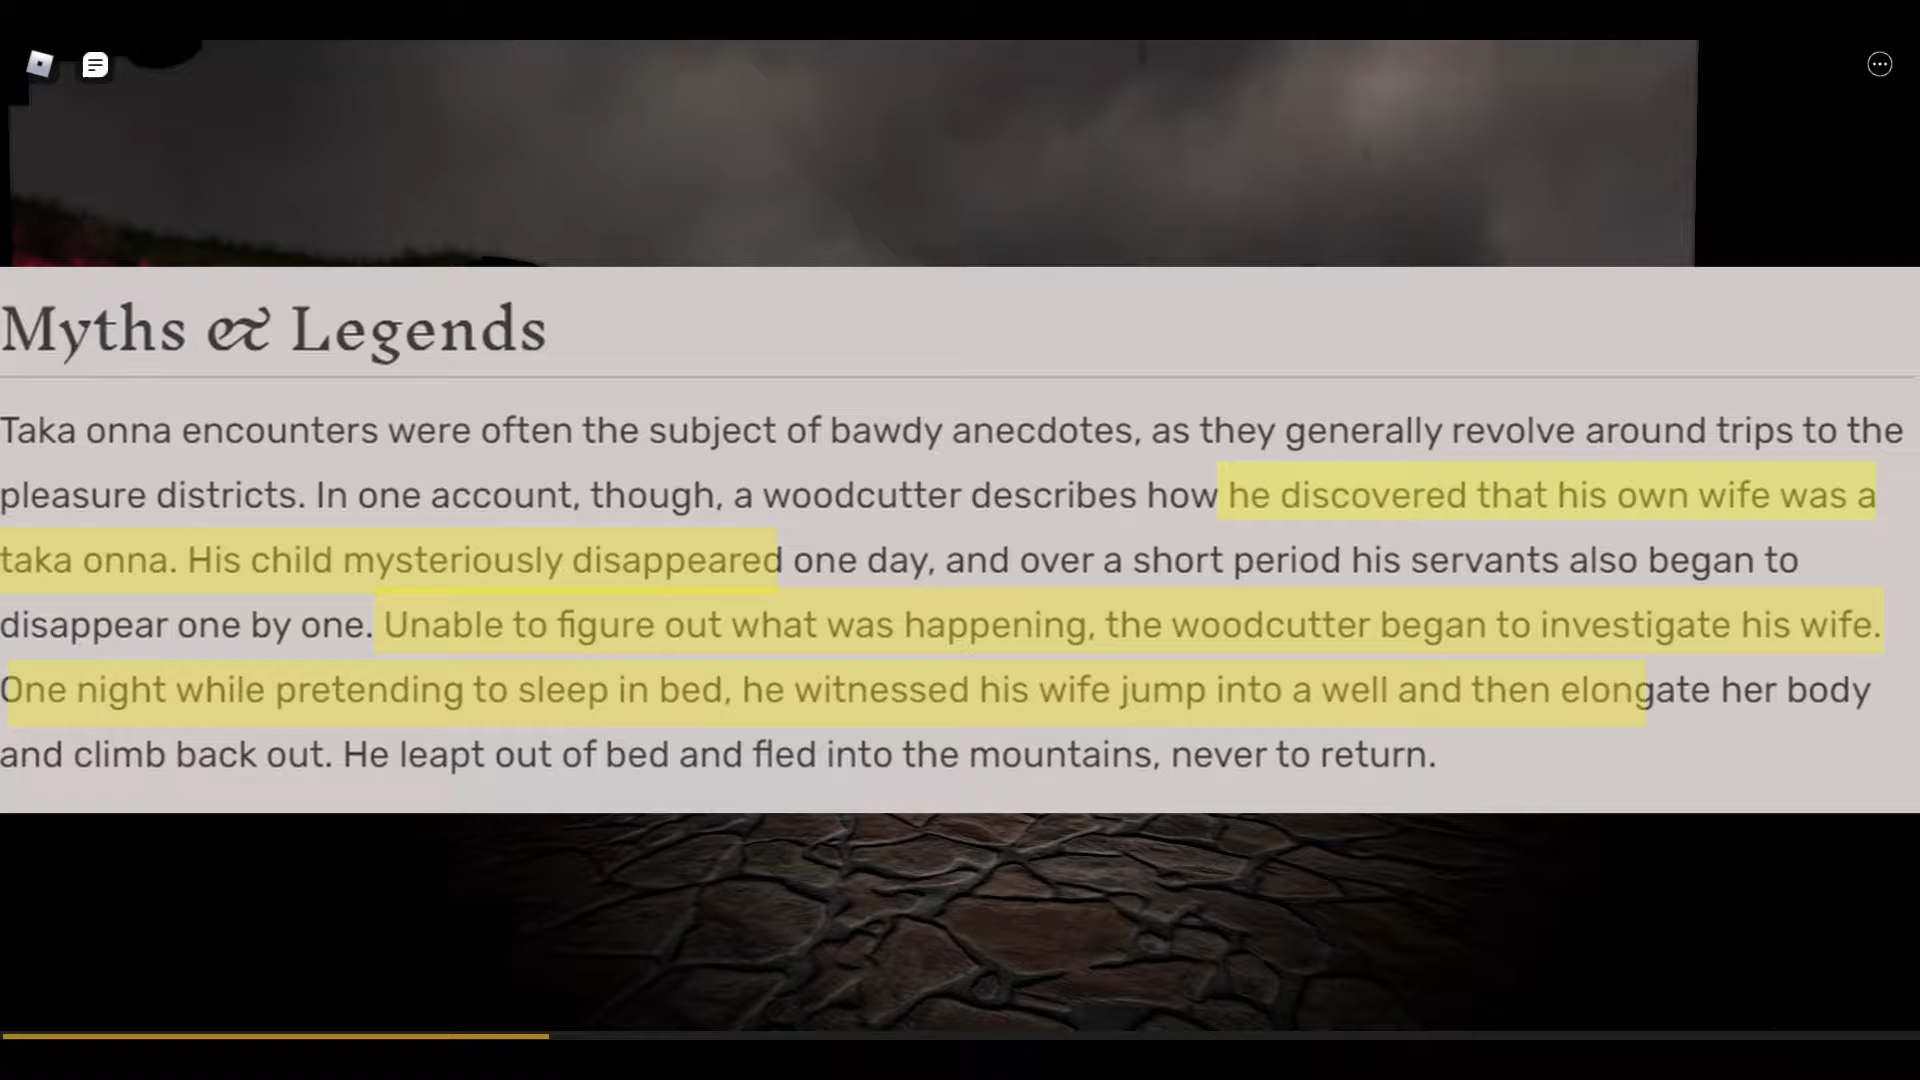 Myths & Legends
Taka onna encounters were often the subject of bawdy anecdotes, as they generally revolve around trips to the
pleasure districts. In one account, though, a woodcutter describes how he discovered that his own wife was a
taka onna. His child mysteriously disappeared one day, and over a short period his servants also began to
disappear one by one. Unable to figure out what was happening, the woodcutter began to investigate his wife.
One night while pretending to sleep in bed, he witnessed his wife jump into a well and then elongate her body
and climb back out. He leapt out of bed and fled into the mountains, never to return.